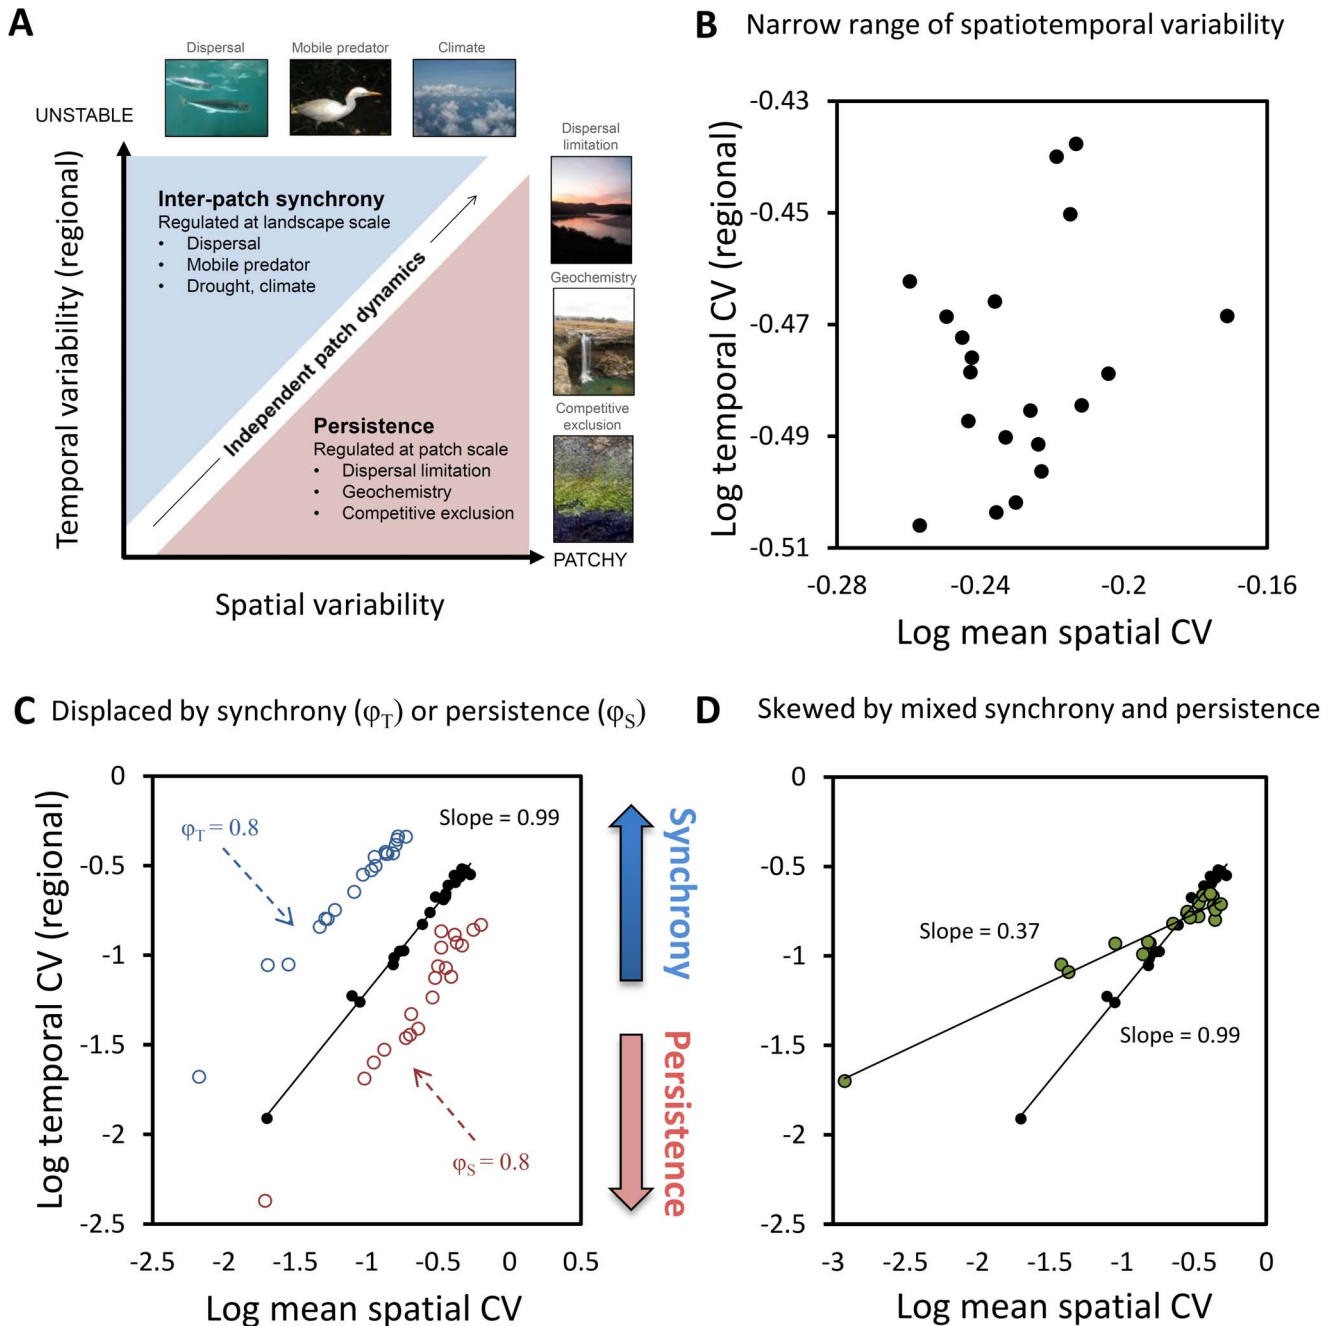 A
Dispersal
Mobile predator
Climate
UNSTABLE
Temporal variability (regional)
Inter-patch synchrony
Regulated at landscape scale
• Dispersal
• Mobile predator
• Drought, climate
Independent patch dynamics
Persistence
Regulated at patch scale
• Dispersal limitation
• Geochemistry
• Competitive exclusion
Dispersal
limitation
Geochemistry
Competitive
exclusion
PATCHY
Spatial variability
B Narrow range of spatiotemporal variability
Log temporal CV (regional)
-0.43
-0.45
-0.47
-0.49
-0.51
-0.28 -0.24 -0.2 -0.16
Log mean spatial CV
C Displaced by synchrony (φT) or persistence (φS)
Log temporal CV (regional)
0
-0.5
-1
-1.5
-2
-2.5
φT = 0.8
Slope = 0.99
φS = 0.8
-2.5 -2 -1.5 -1 -0.5 0 0.5
Log mean spatial CV
Synchrony
Persistence
D Skewed by mixed synchrony and persistence
0
-0.5
-1
-1.5
-2
-2.5
Slope = 0.37
Slope = 0.99
-3 -2.5 -2 -1.5 -1 -0.5 0
Log mean spatial CV